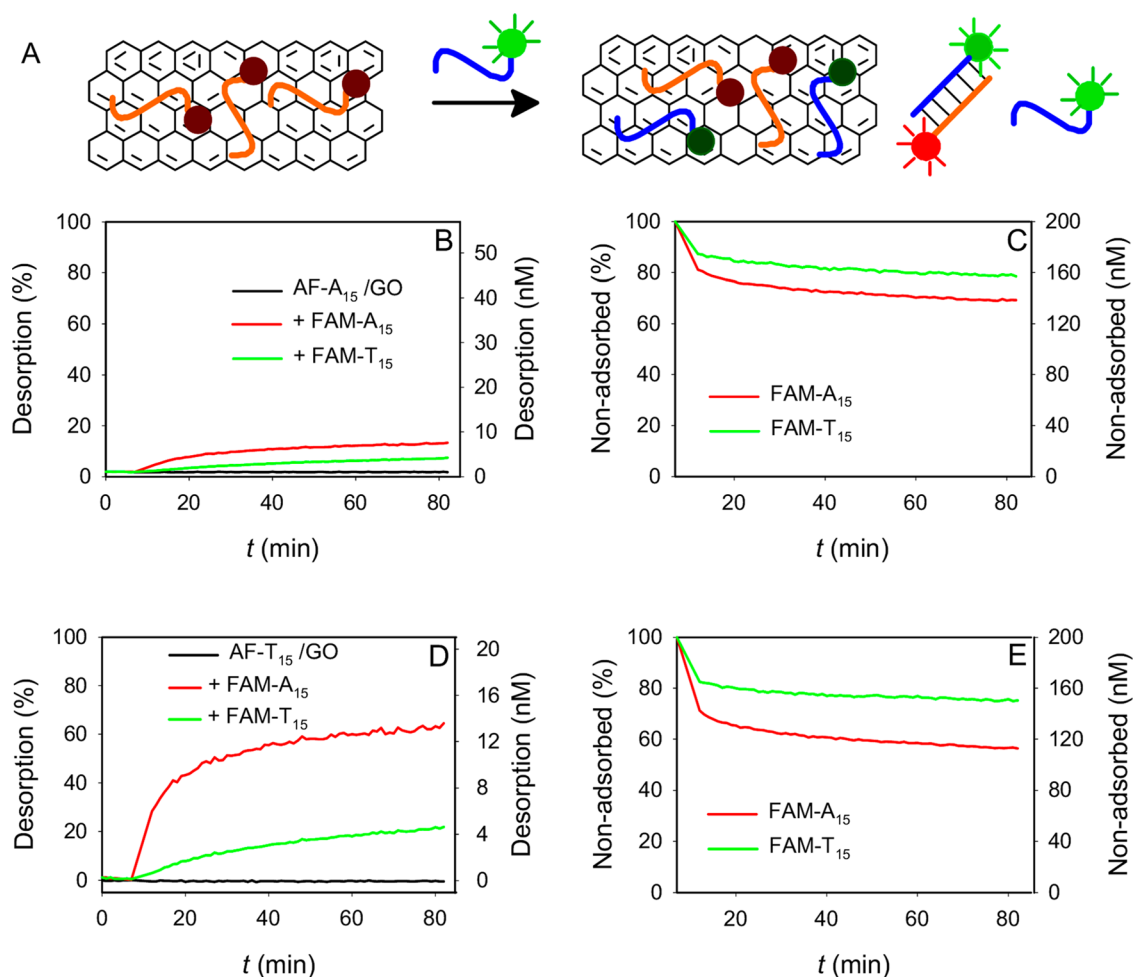 A
B
100
80
60
40
20
0
Desorption (%)
50
40
30
20
10
0
Desorption (nM)
AF-A₁₅ /GO
+ FAM-A₁₅
+ FAM-T₁₅
0 20 40 60 80
t (min)
C
100
80
60
40
20
0
Non-adsorbed (%)
200
160
120
80
40
0
Non-adsorbed (nM)
FAM-A₁₅
FAM-T₁₅
20 40 60 80
t (min)
D
100
80
60
40
20
0
Desorption (%)
20
16
12
8
4
0
Desorption (nM)
AF-T₁₅ /GO
+ FAM-A₁₅
+ FAM-T₁₅
0 20 40 60 80
t (min)
E
100
80
60
40
20
0
Non-adsorbed (%)
200
160
120
80
40
0
Non-adsorbed (nM)
FAM-A₁₅
FAM-T₁₅
20 40 60 80
t (min)